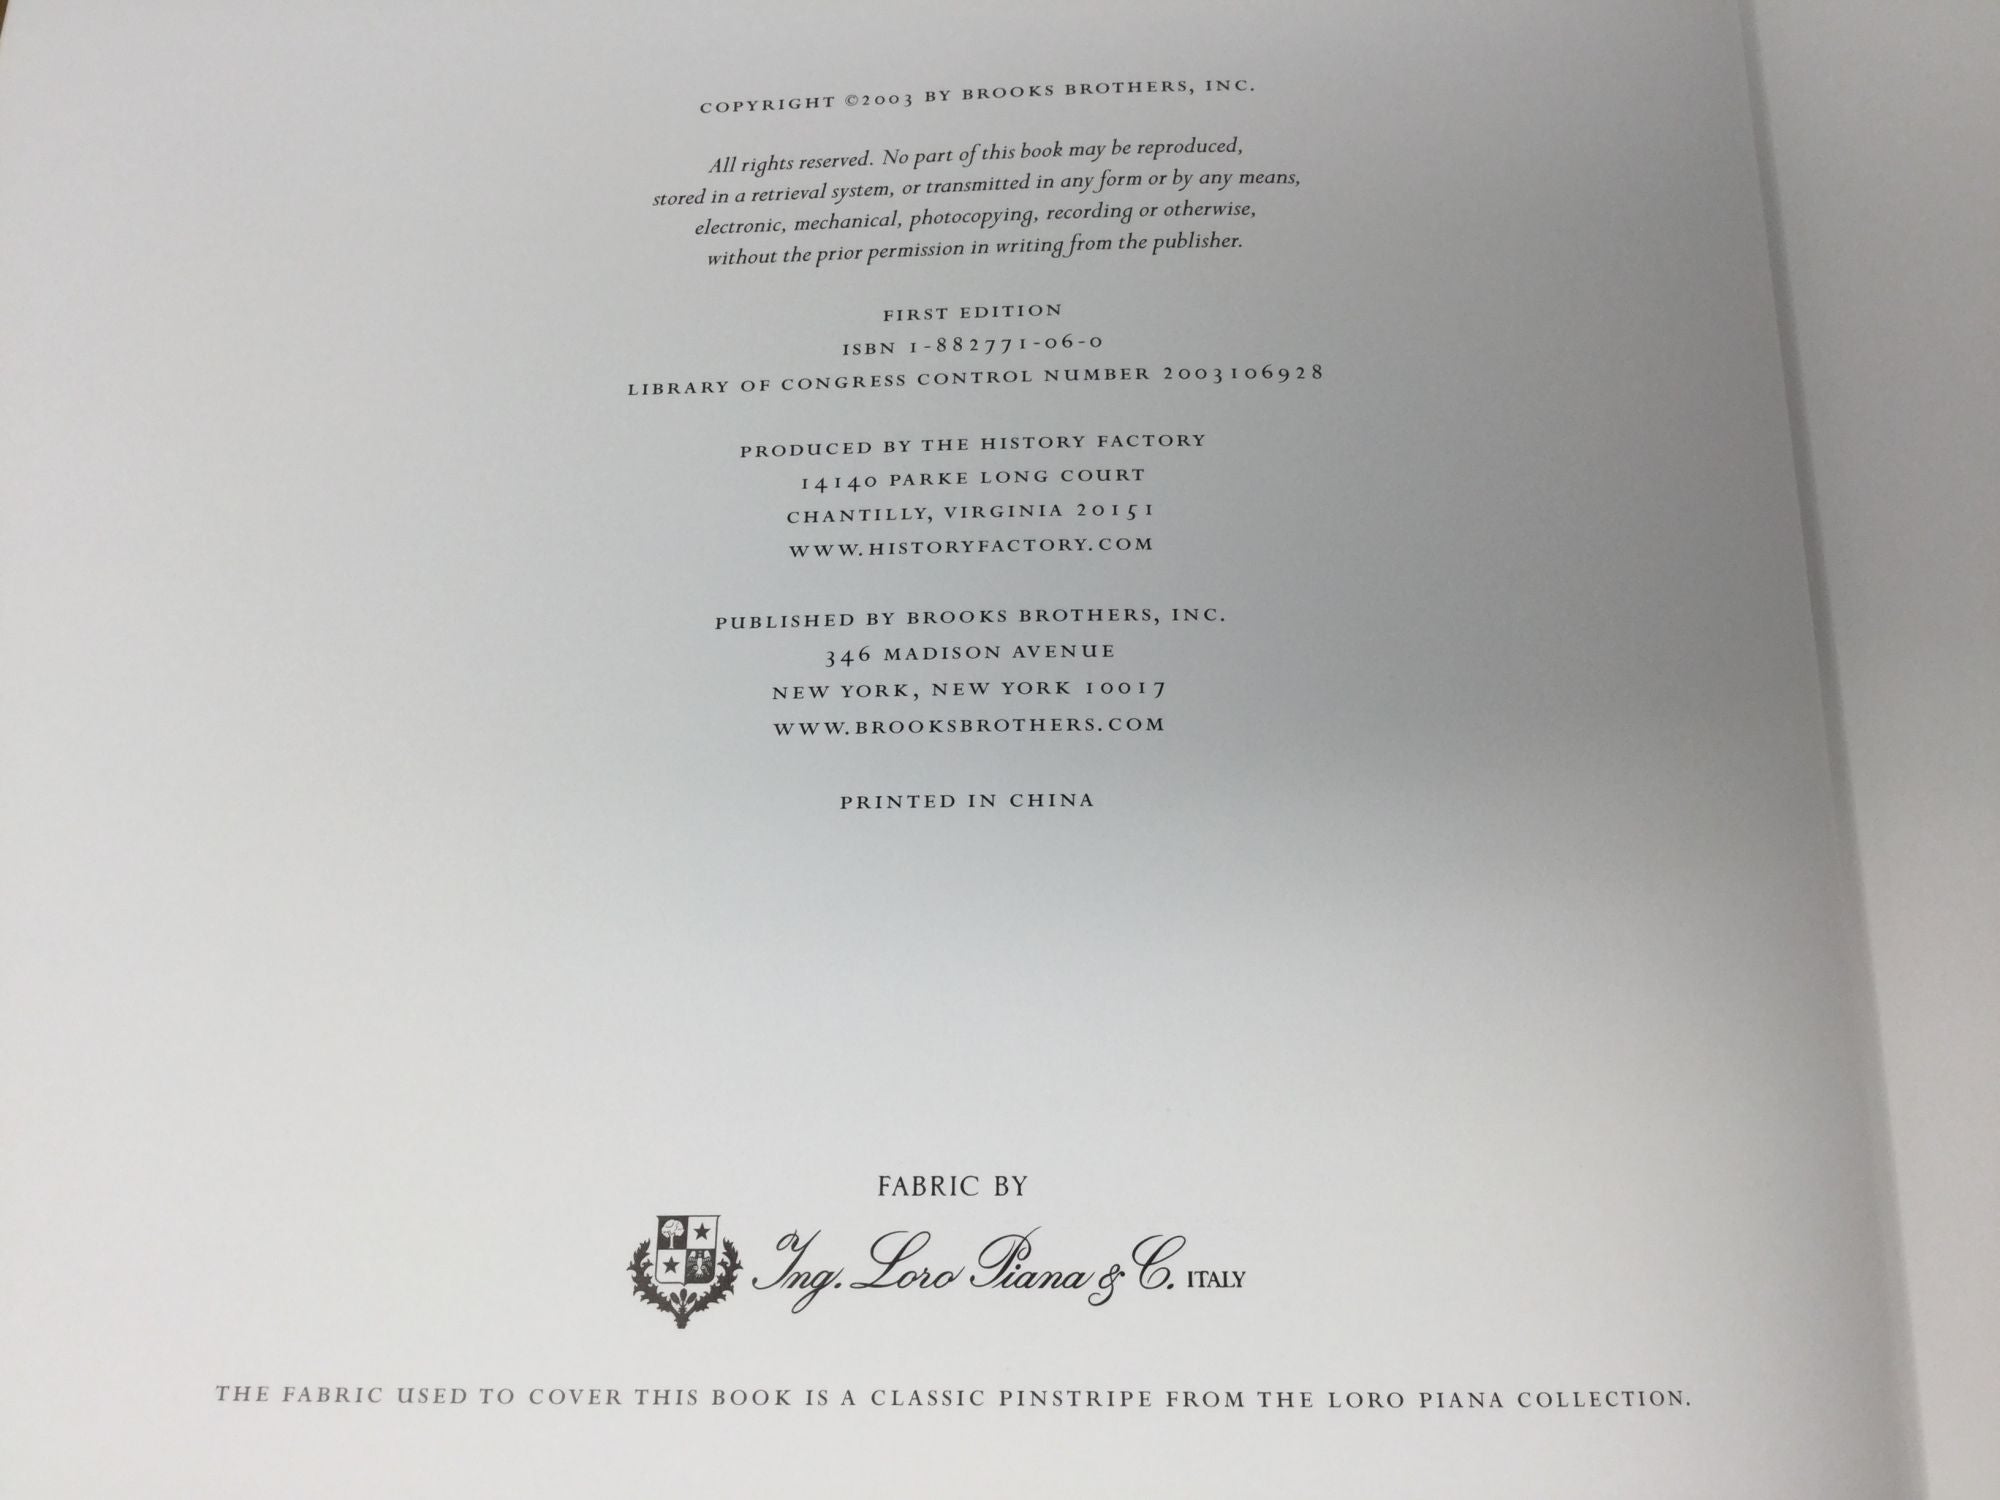 COPYRIGHT ©2003 BY BROOKS BROTHERS, INC.
All rights reserved. No part of this book may be reproduced,
stored in a retrieval system, or transmitted in any form or by any means,
electronic, mechanical, photocopying, recording or otherwise,
without the prior permission in writing from the publisher.
FIRST EDITION
ISBN 1-882771-06-0
LIBRARY OF CONGRESS CONTROL NUMBER 2003106928
PRODUCED BY THE HISTORY FACTORY
14140 PARKE LONG COURT
CHANTILLY, VIRGINIA 20151
WWW.HISTORYFACTORY.COM
PUBLISHED BY BROOKS BROTHERS, INC.
346 MADISON AVENUE
NEW YORK, NEW YORK 10017
WWW.BROOKSBROTHERS.COM
PRINTED IN CHINA
FABRIC BY
Ing. Loro Piana & C. ITALY
THE FABRIC USED TO COVER THIS BOOK IS A CLASSIC PINSTRIPE FROM THE LORO PIANA COLLECTION.